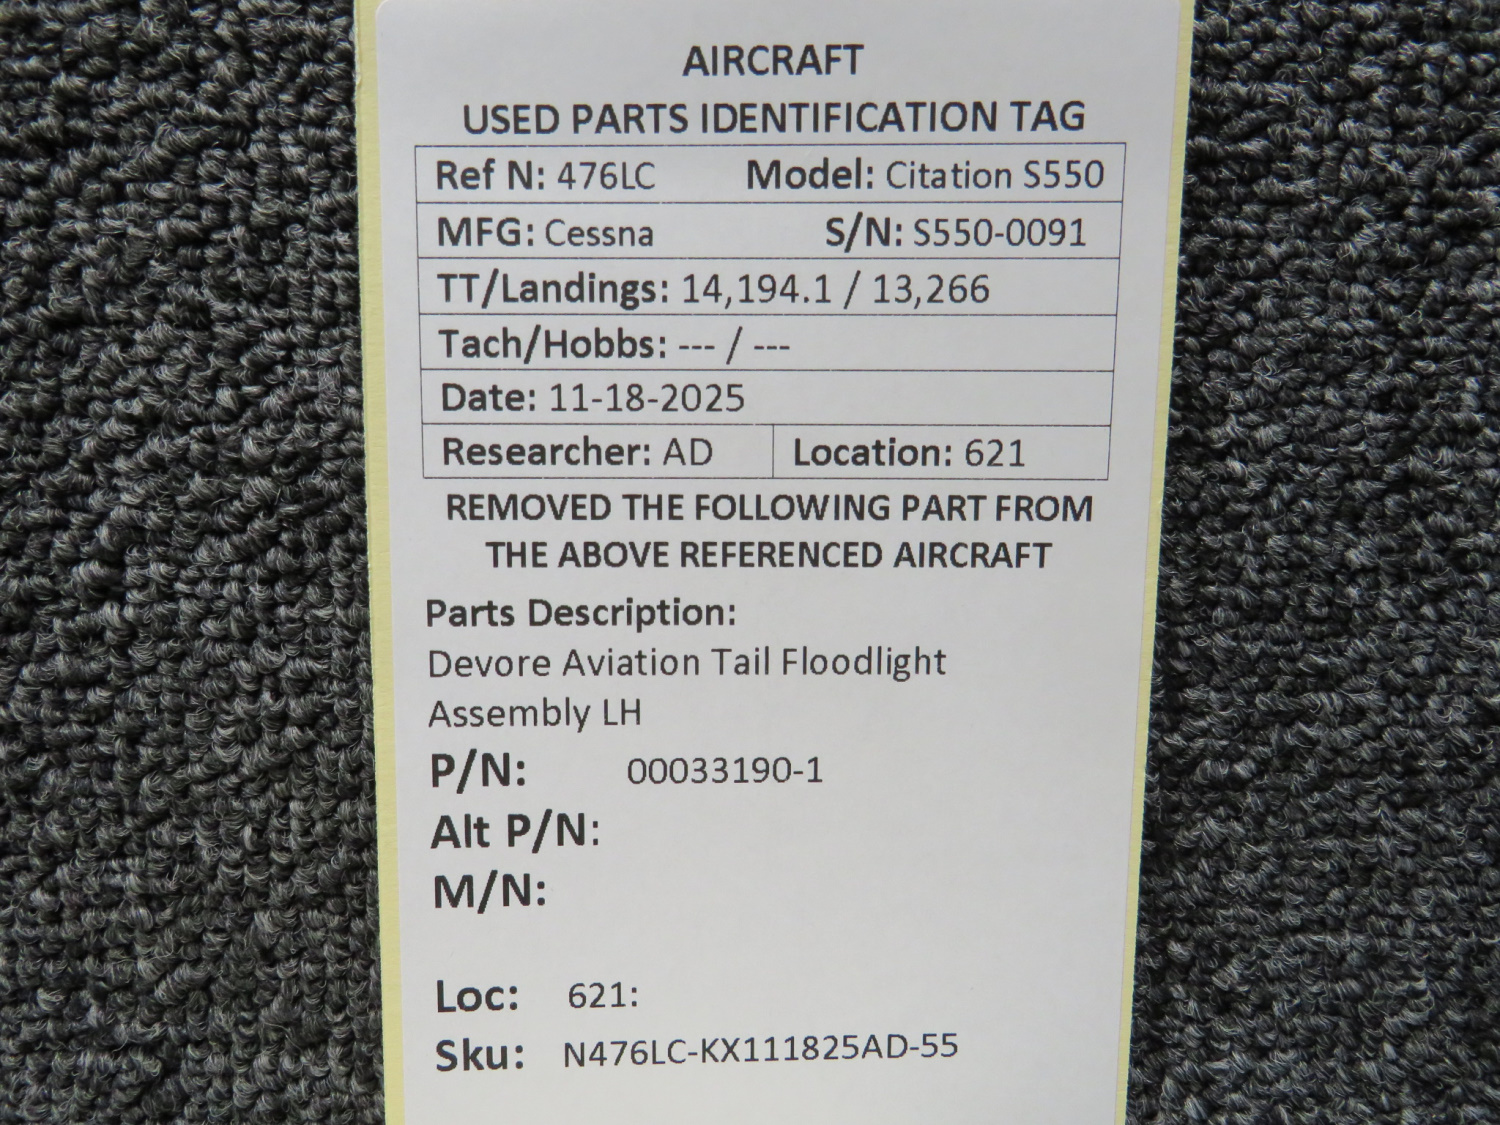 AIRCRAFT
USED PARTS IDENTIFICATION TAG
Ref N: 476LC Model: Citation S550
MFG: Cessna S/N: S550-0091
TT/Landings: 14,194.1 / 13,266
Tach/Hobbs: --- / ---
Date: 11-18-2025
Researcher: AD Location: 621
REMOVED THE FOLLOWING PART FROM
THE ABOVE REFERENCED AIRCRAFT
Parts Description:
Devore Aviation Tail Floodlight
Assembly LH
P/N: 00033190-1
Alt P/N:
M/N:
Loc: 621:
Sku: N476LC-KX111825AD-55